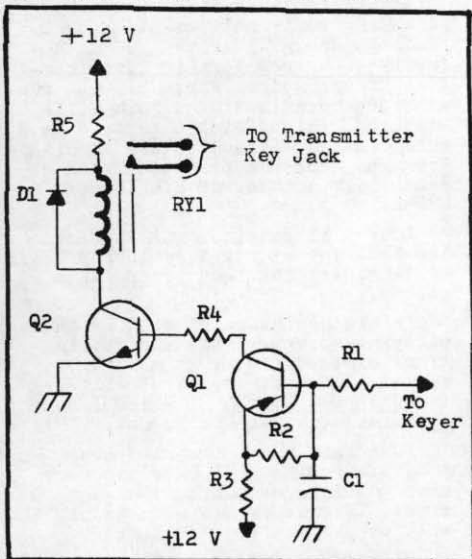 +12 V
R5
To Transmitter
Key Jack
D1
RY1
Q2
R4
Q1
R1
To
Keyer
R2
R3
C1
+12 V